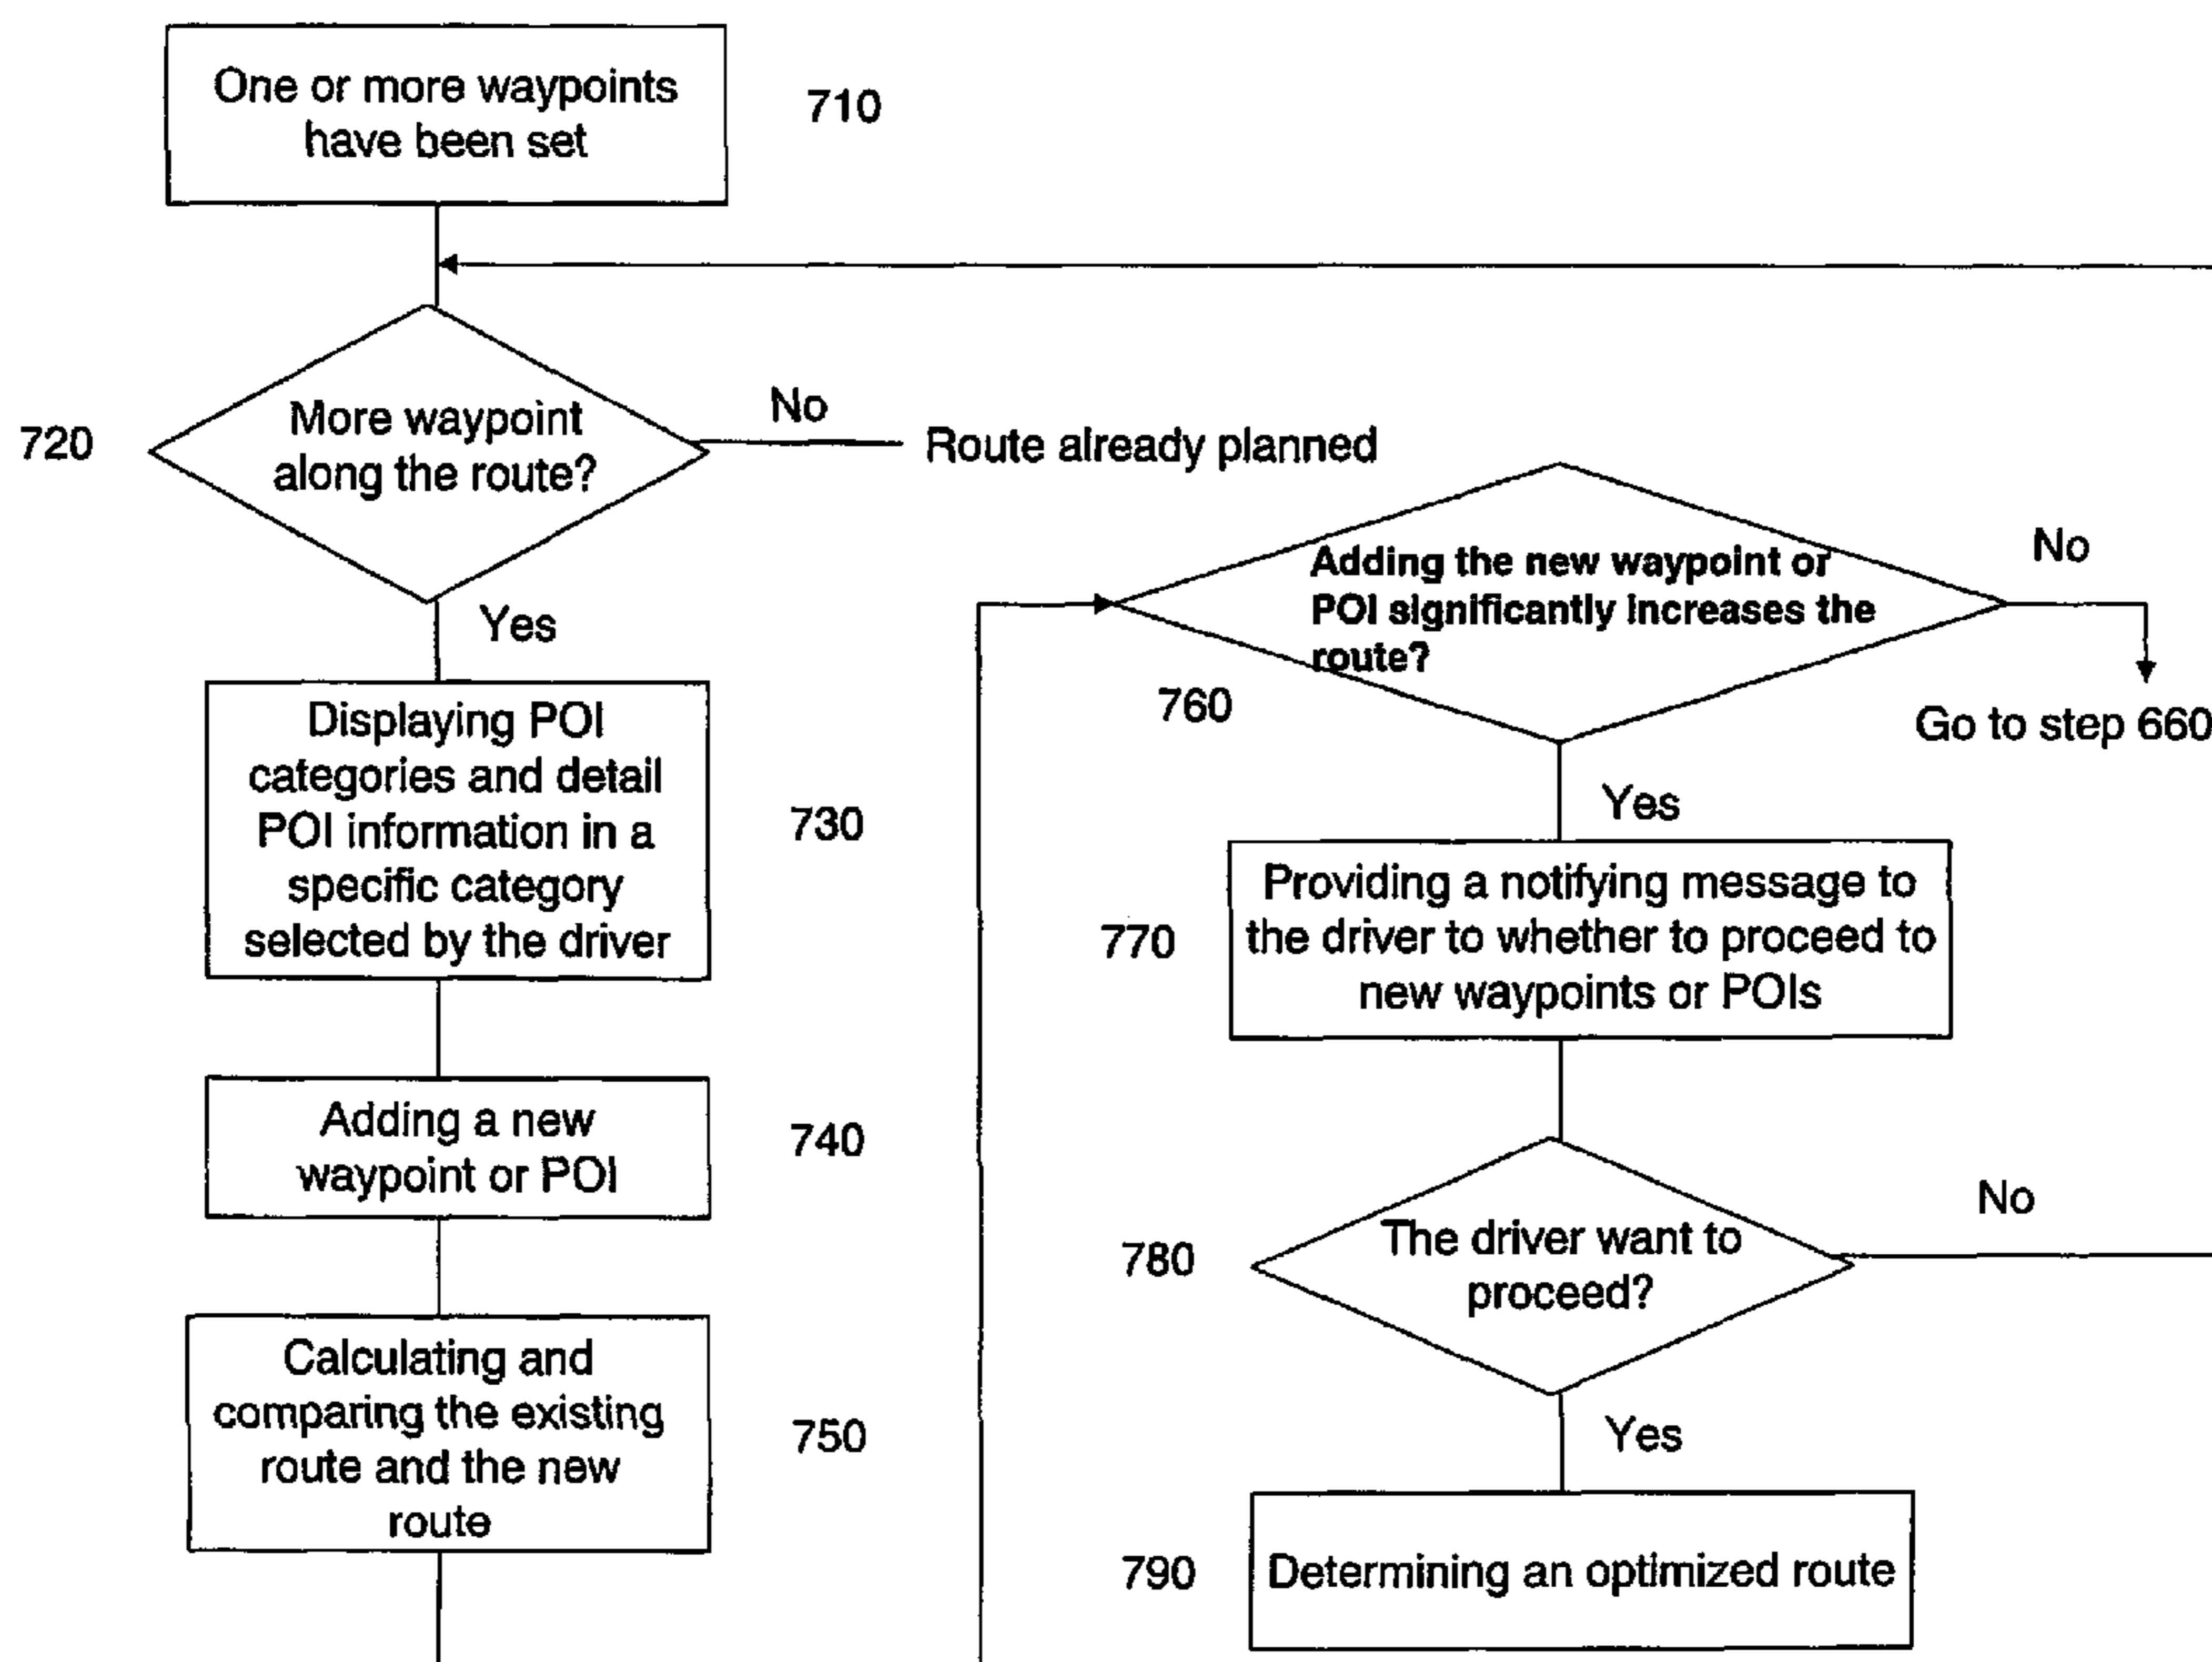 One or more waypoints
have been set
710
720
More waypoint
along the route?
No
Route already planned
Yes
Displaying POI
categories and detail
POI information in a
specific category
selected by the driver
730
Adding a new
waypoint or POI
740
Calculating and
comparing the existing
route and the new
route
750
Adding the new waypoint or
POI significantly increases the
route?
760
No
Go to step 660
Yes
Providing a notifying message to
the driver to whether to proceed to
new waypoints or POIs
770
780
The driver want to
proceed?
No
Yes
790
Determining an optimized route